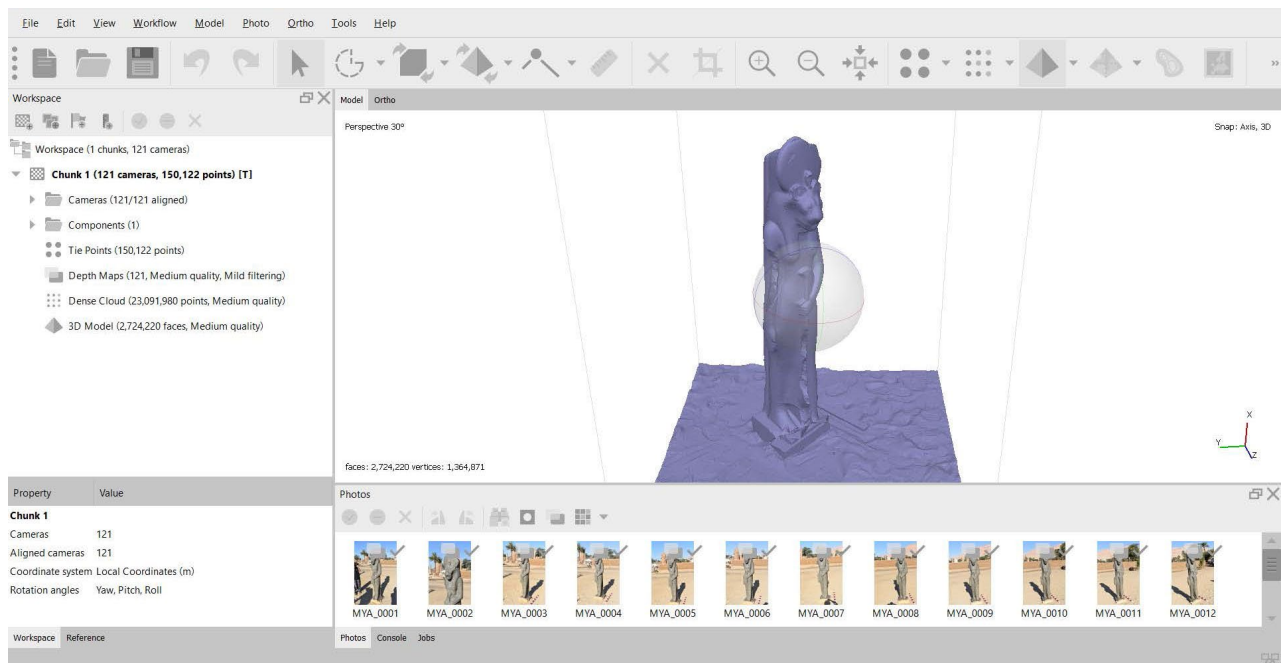 File Edit View Workflow Model Photo Ortho Tools Help
Workspace
Workspace (1 chunks, 121 cameras)
Chunk 1 (121 cameras, 150,122 points) [T]
Cameras (121/121 aligned)
Components (1)
Tie Points (150,122 points)
Depth Maps (121, Medium quality, Mild filtering)
Dense Cloud (23,091,980 points, Medium quality)
3D Model (2,724,220 faces, Medium quality)
Property Value
Chunk 1
Cameras 121
Aligned cameras 121
Coordinate system Local Coordinates (m)
Rotation angles Yaw, Pitch, Roll
Workspace Reference
Model Ortho
Perspective 30° Snap: Axis, 3D
X
Y
Z
faces: 2,724,220 vertices: 1,364,871
Photos
MYA_0001 MYA_0002 MYA_0003 MYA_0004 MYA_0005 MYA_0006 MYA_0007 MYA_0008 MYA_0009 MYA_0010 MYA_0011 MYA_0012
Photos Console Jobs